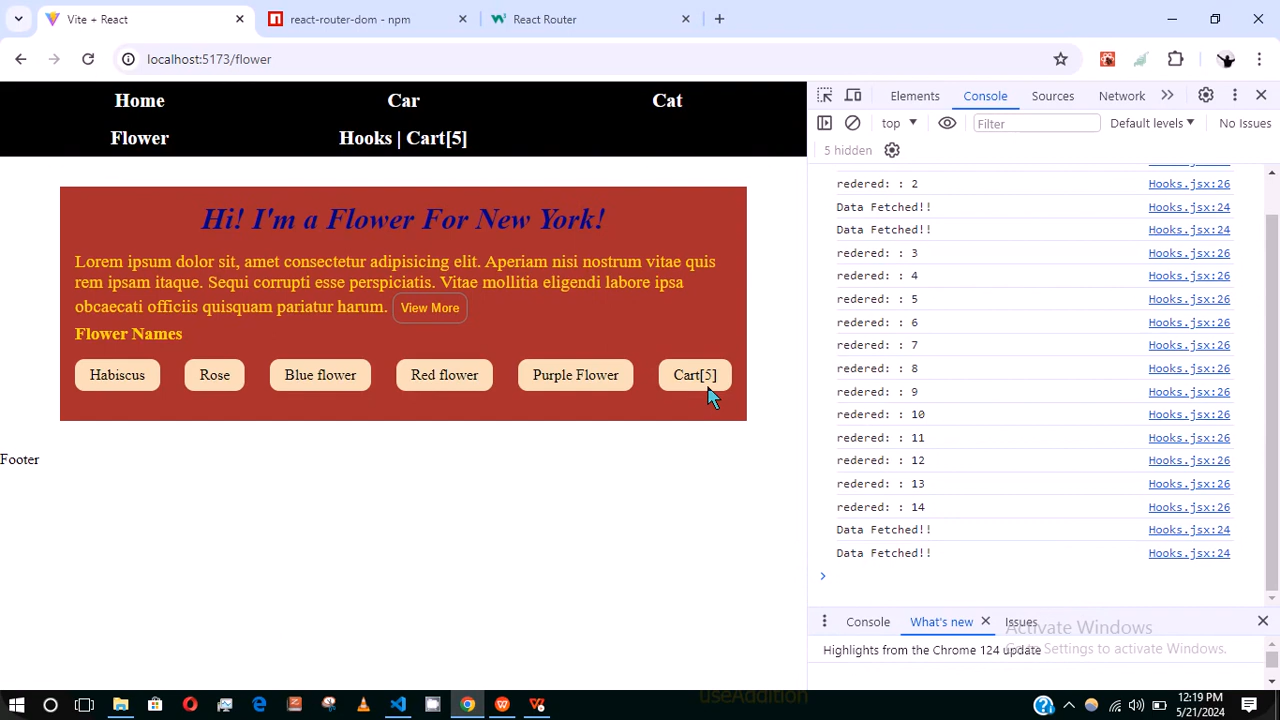 Vite + React
react-router-dom - npm
React Router
localhost:5173/flower
Home Car Cat
Flower Hooks | Cart[5]
Hi! I'm a Flower For New York!
Lorem ipsum dolor sit, amet consectetur adipisicing elit. Aperiam nisi nostrum vitae quis
rem ipsam itaque. Sequi corrupti esse perspiciatis. Vitae mollitia eligendi labore ipsa
obcaecati officiis quisquam pariatur harum. View More
Flower Names
Habiscus Rose Blue flower Red flower Purple Flower Cart[5]
Footer
Elements Console Sources Network
top Filter Default levels No Issues
5 hidden
redered: : 2 Hooks.jsx:26
Data Fetched!! Hooks.jsx:24
Data Fetched!! Hooks.jsx:24
redered: : 3 Hooks.jsx:26
redered: : 4 Hooks.jsx:26
redered: : 5 Hooks.jsx:26
redered: : 6 Hooks.jsx:26
redered: : 7 Hooks.jsx:26
redered: : 8 Hooks.jsx:26
redered: : 9 Hooks.jsx:26
redered: : 10 Hooks.jsx:26
redered: : 11 Hooks.jsx:26
redered: : 12 Hooks.jsx:26
redered: : 13 Hooks.jsx:26
redered: : 14 Hooks.jsx:26
Data Fetched!! Hooks.jsx:24
Data Fetched!! Hooks.jsx:24
Console What's new Issues
Activate Windows
Highlights from the Chrome 124 update
Settings to activate Windows.
useAddition
12:19 PM
5/21/2024